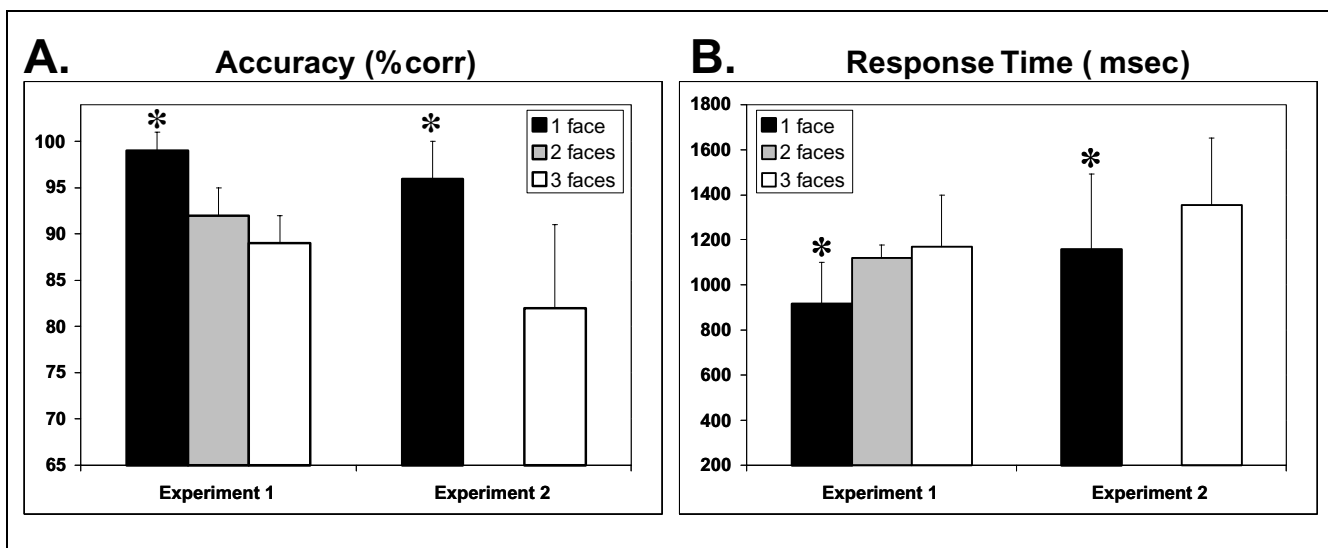 A. Accuracy (%corr)
*
*
1 face
2 faces
3 faces
100
95
90
85
80
75
70
65
Experiment 1
Experiment 2
B. Response Time ( msec)
1 face
2 faces
3 faces
*
*
1800
1600
1400
1200
1000
800
600
400
200
Experiment 1
Experiment 2